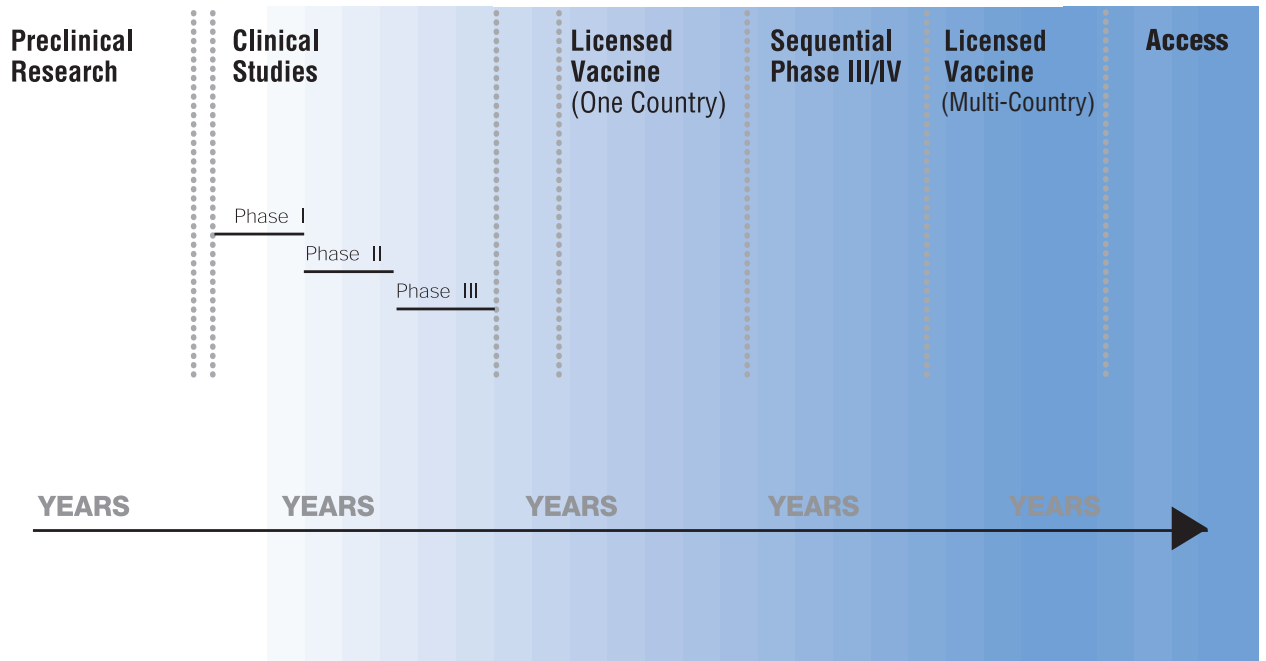 Preclinical
Research
Clinical
Studies
Licensed
Vaccine
(One Country)
Sequential
Phase III/IV
Licensed
Vaccine
(Multi-Country)
Access
Phase I
Phase II
Phase III
YEARS YEARS YEARS YEARS YEARS